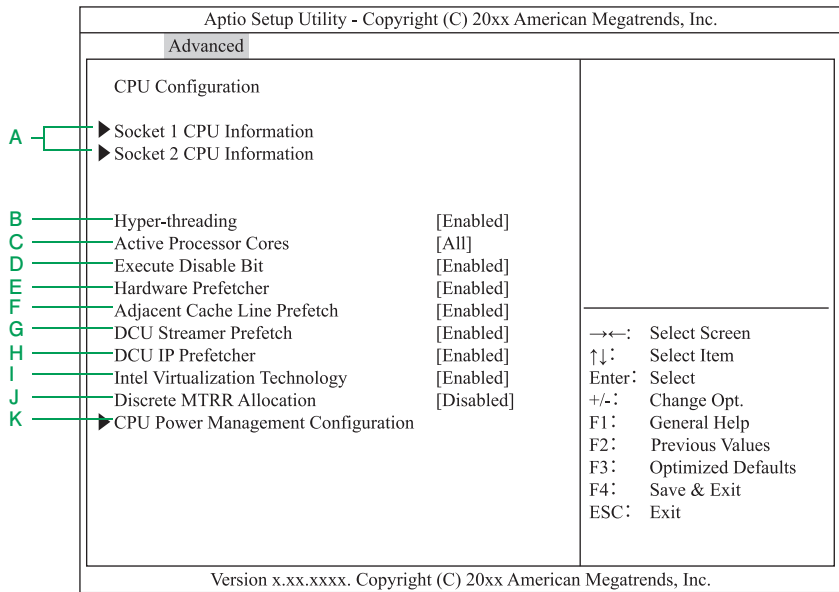 Aptio Setup Utility - Copyright (C) 20xx American Megatrends, Inc.
Advanced
CPU Configuration
A
Socket 1 CPU Information
Socket 2 CPU Information
B Hyper-threading [Enabled]
C Active Processor Cores [All]
D Execute Disable Bit [Enabled]
E Hardware Prefetcher [Enabled]
F Adjacent Cache Line Prefetch [Enabled]
G DCU Streamer Prefetch [Enabled]
H DCU IP Prefetcher [Enabled]
I Intel Virtualization Technology [Enabled]
J Discrete MTRR Allocation [Disabled]
K CPU Power Management Configuration
→←: Select Screen
↑↓: Select Item
Enter: Select
+/-: Change Opt.
F1: General Help
F2: Previous Values
F3: Optimized Defaults
F4: Save & Exit
ESC: Exit
Version x.xx.xxxx. Copyright (C) 20xx American Megatrends, Inc.